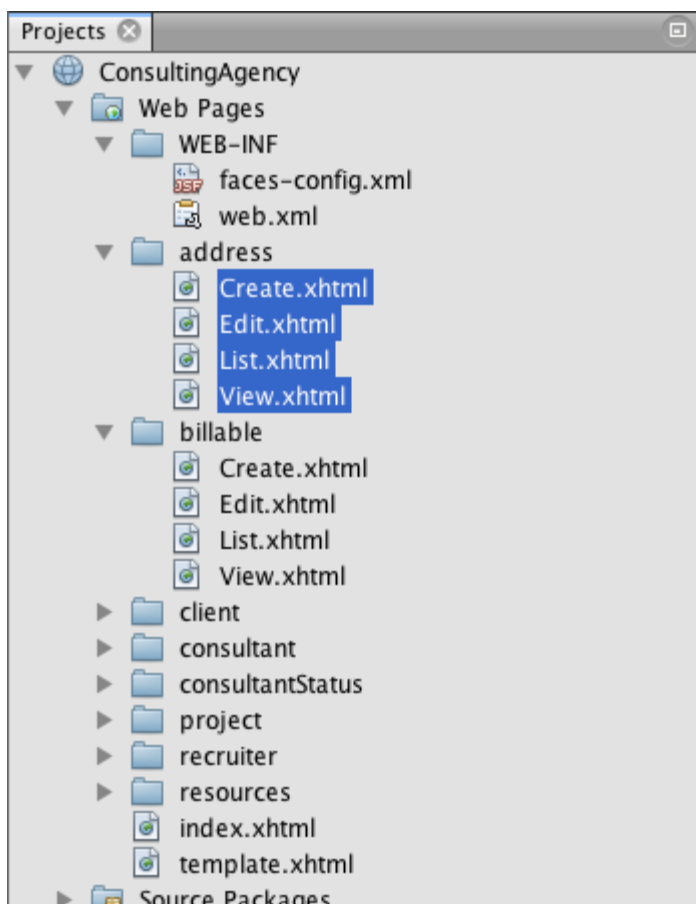 Projects
ConsultingAgency
Web Pages
WEB-INF
faces-config.xml
web.xml
address
Create.xhtml
Edit.xhtml
List.xhtml
View.xhtml
billable
Create.xhtml
Edit.xhtml
List.xhtml
View.xhtml
client
consultant
consultantStatus
project
recruiter
resources
index.xhtml
template.xhtml
Source Packages